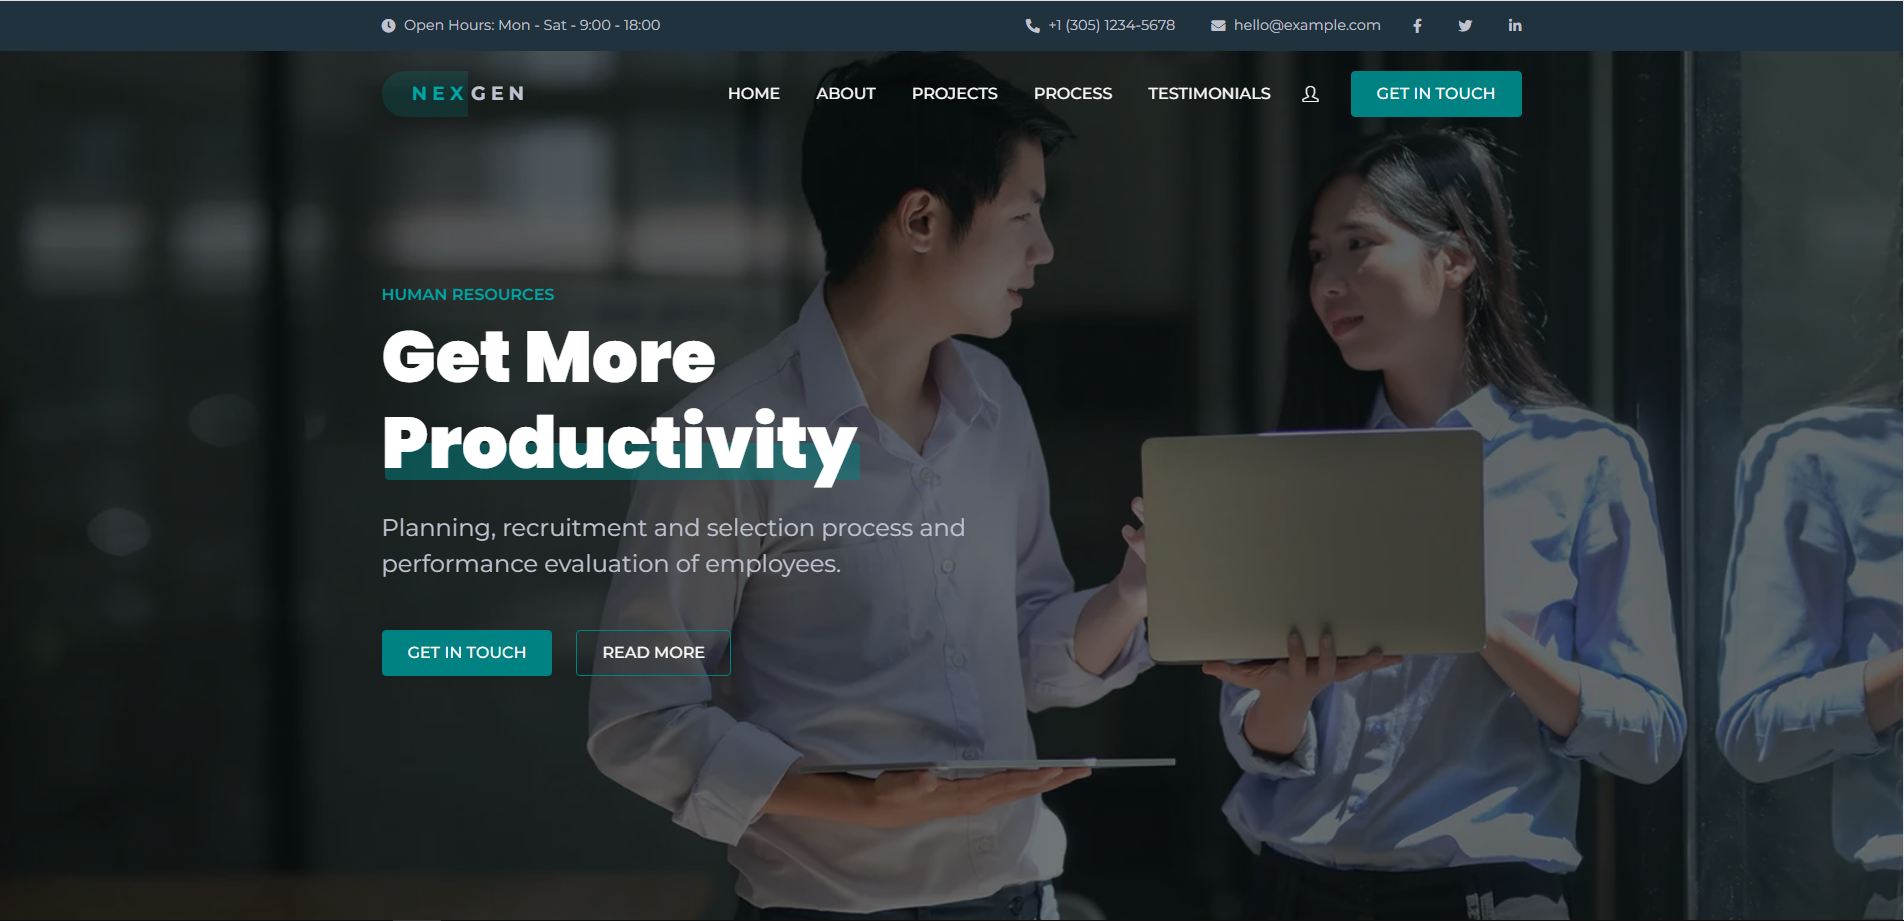 Open Hours: Mon - Sat - 9:00 - 18:00
+1 (305) 1234-5678
hello@example.com
NEXGEN
HOME
ABOUT
PROJECTS
PROCESS
TESTIMONIALS
GET IN TOUCH
HUMAN RESOURCES
Get More
Productivity
Planning, recruitment and selection process and
performance evaluation of employees.
GET IN TOUCH
READ MORE